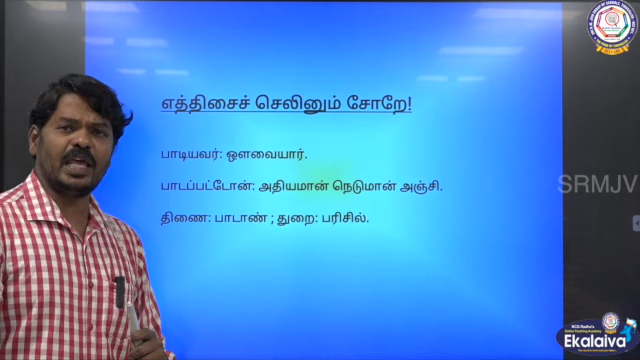 எத்திசைச் செலினும் சோறே!
பாடியவர்: ஔவையார்.
பாடப்பட்டோன்: அதியமான் நெடுமான் அஞ்சி.
திணை: பாடாண் ; துறை: பரிசில்.
SRMJV
Ekalaiva